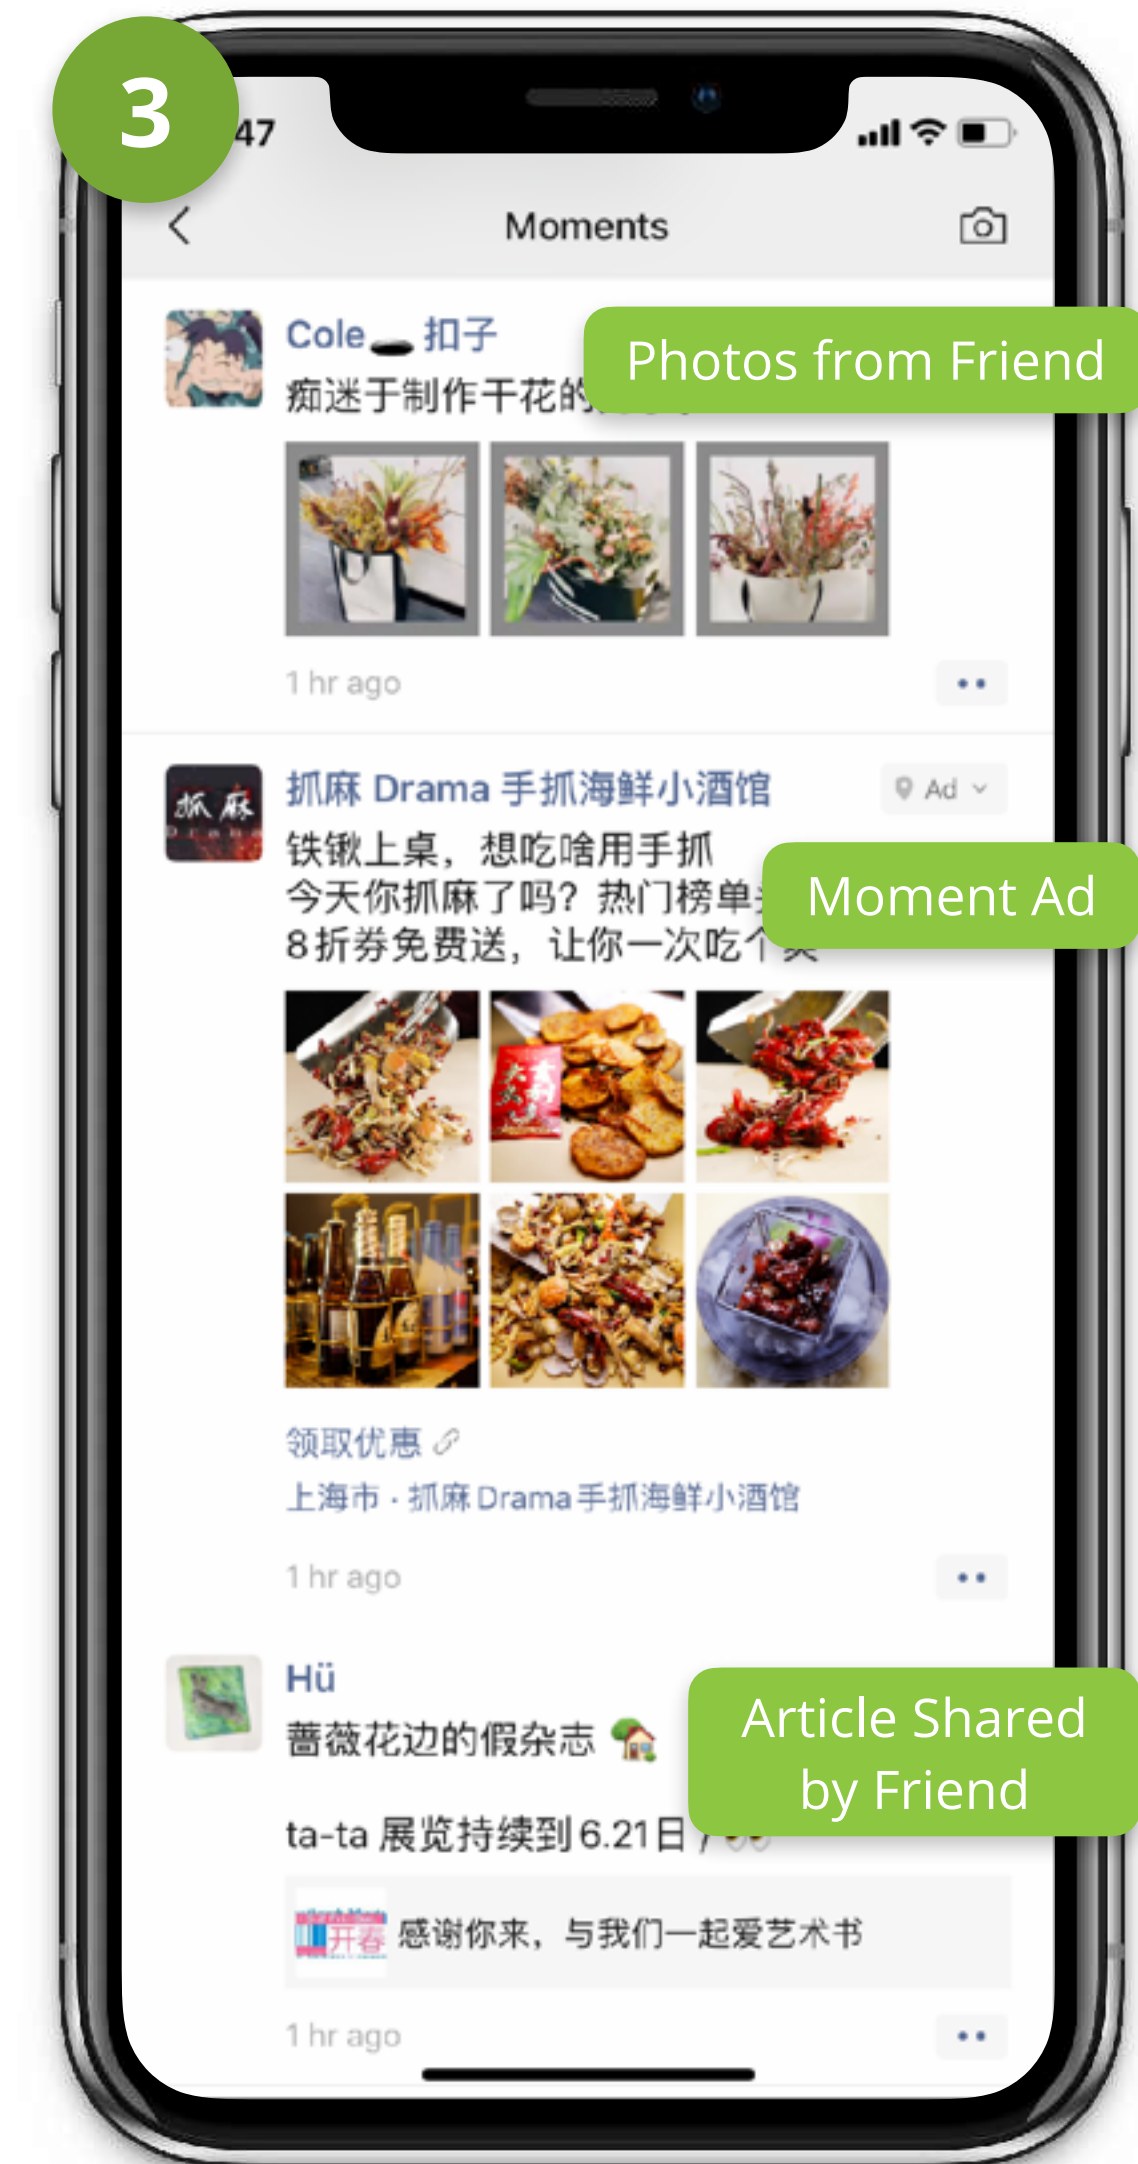 3
47
Moments
Cole 扣子
Photos from Friend
痴迷于制作干花的
1 hr ago
抓麻 Drama 手抓海鲜小酒馆
Ad
抓麻
Drama
铁锹上桌，想吃啥用手抓
今天你抓麻了吗？热门榜单
Moment Ad
8折券免费送，让你一次吃个爽
领取优惠
上海市 · 抓麻Drama手抓海鲜小酒馆
1 hr ago
Hü
蔷薇花边的假杂志
Article Shared
by Friend
ta-ta 展览持续到6.21日 /
开春
感谢你来，与我们一起爱艺术书
1 hr ago